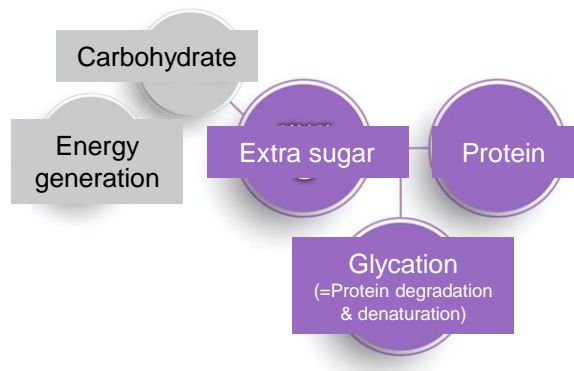 Carbohydrate
Energy
generation
Extra sugar
Protein
Glycation
(=Protein degradation
& denaturation)